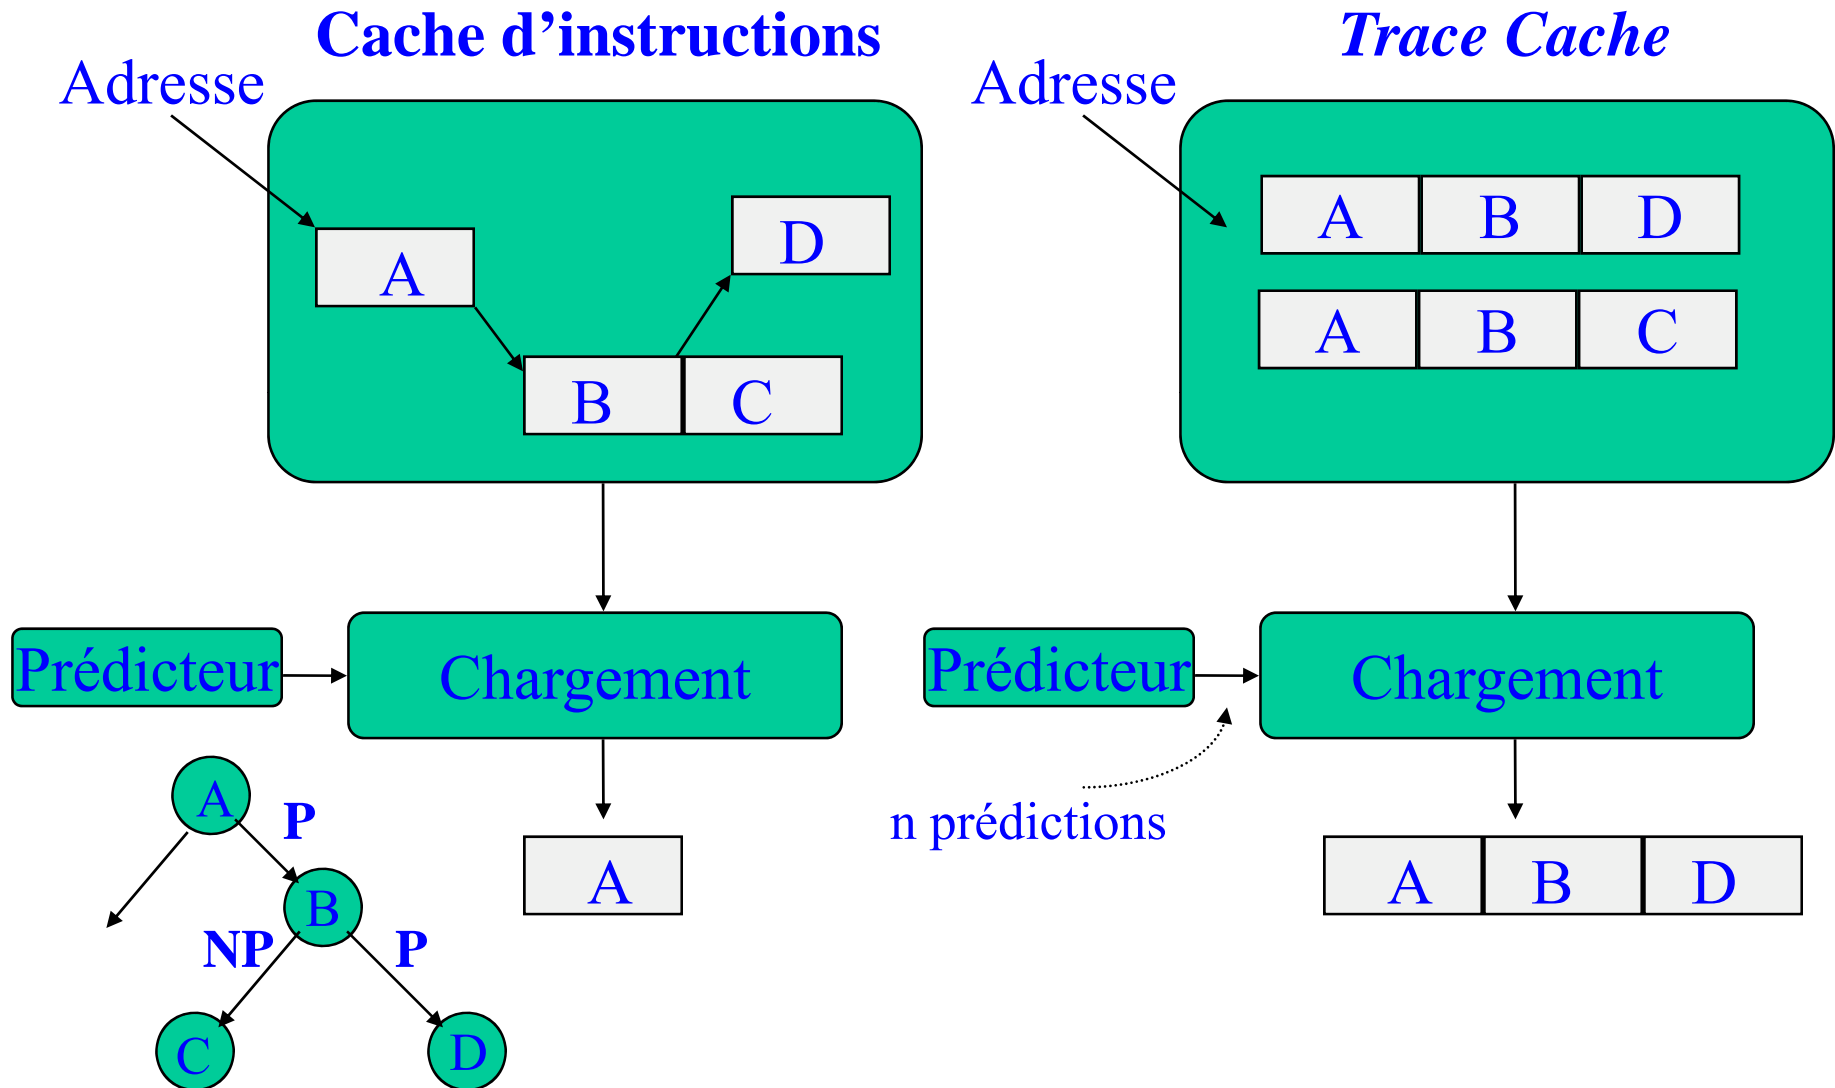 Cache d’instructions
Adresse
A
D
B C
Prédicteur
Chargement
A
A
P
B
NP P
C D
Trace Cache
Adresse
A B D
A B C
Prédicteur
Chargement
n prédictions
A B D